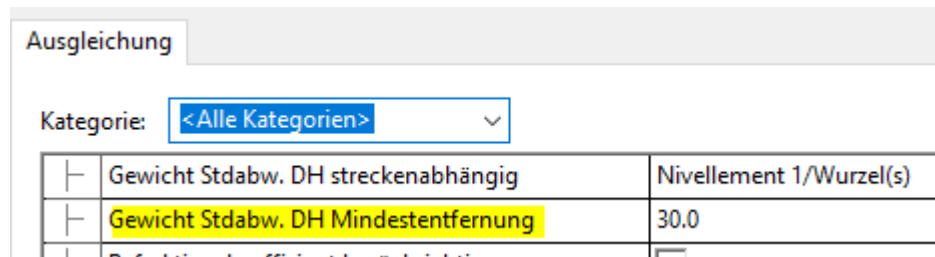 Ausgleichung
Kategorie: <Alle Kategorien>
Gewicht Stdabw. DH streckenabhängig Nivellement 1/Wurzel(s)
Gewicht Stdabw. DH Mindestentfernung 30.0